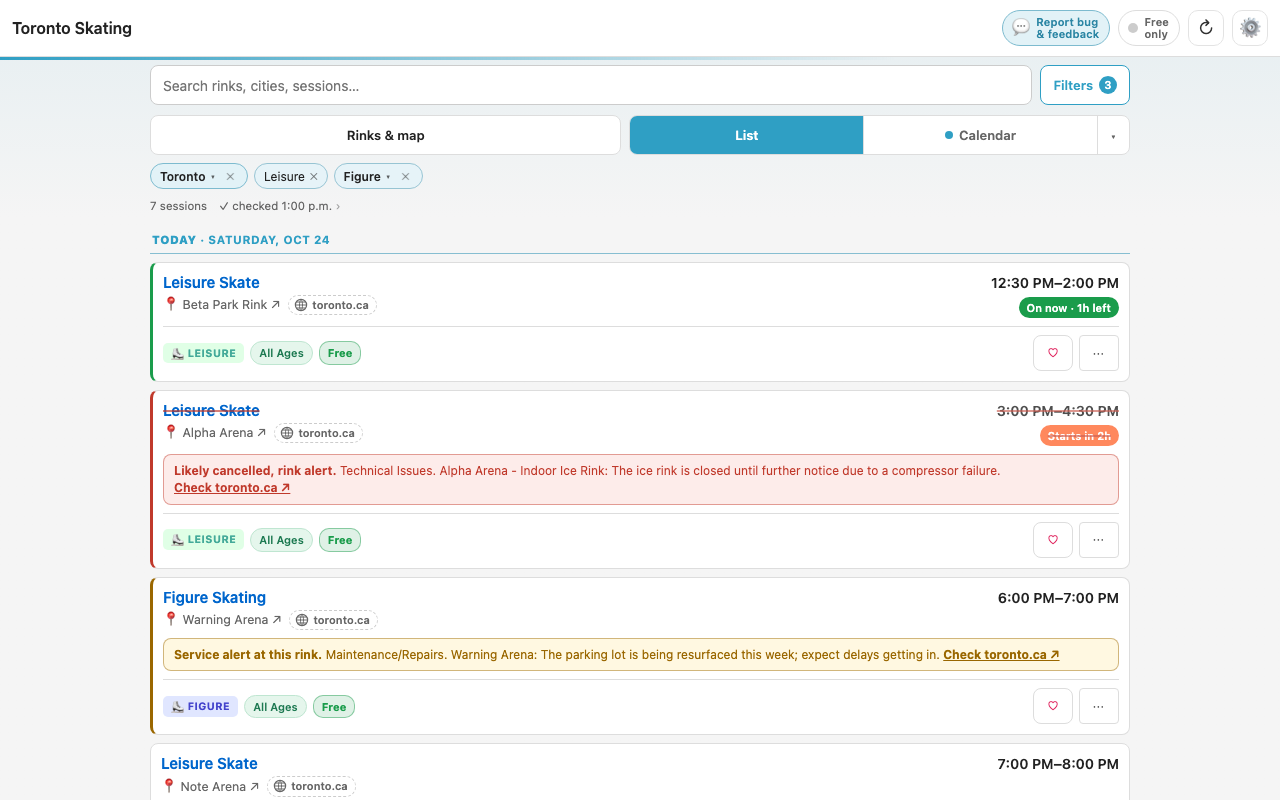 Toronto Skating
Report bug
& feedback
Free
only
Search rinks, cities, sessions...
Filters 3
Rinks & map
List
Calendar
Toronto
Leisure
Figure
7 sessions ✓ checked 1:00 p.m. ›
TODAY · SATURDAY, OCT 24
Leisure Skate
12:30 PM–2:00 PM
Beta Park Rink ↗ toronto.ca
On now · 1h left
LEISURE All Ages Free
Leisure Skate
3:00 PM–4:30 PM
Alpha Arena ↗ toronto.ca
Starts in 2h
Likely cancelled, rink alert. Technical Issues. Alpha Arena - Indoor Ice Rink: The ice rink is closed until further notice due to a compressor failure.
Check toronto.ca ↗
LEISURE All Ages Free
Figure Skating
6:00 PM–7:00 PM
Warning Arena ↗ toronto.ca
Service alert at this rink. Maintenance/Repairs. Warning Arena: The parking lot is being resurfaced this week; expect delays getting in. Check toronto.ca ↗
FIGURE All Ages Free
Leisure Skate
7:00 PM–8:00 PM
Note Arena ↗ toronto.ca